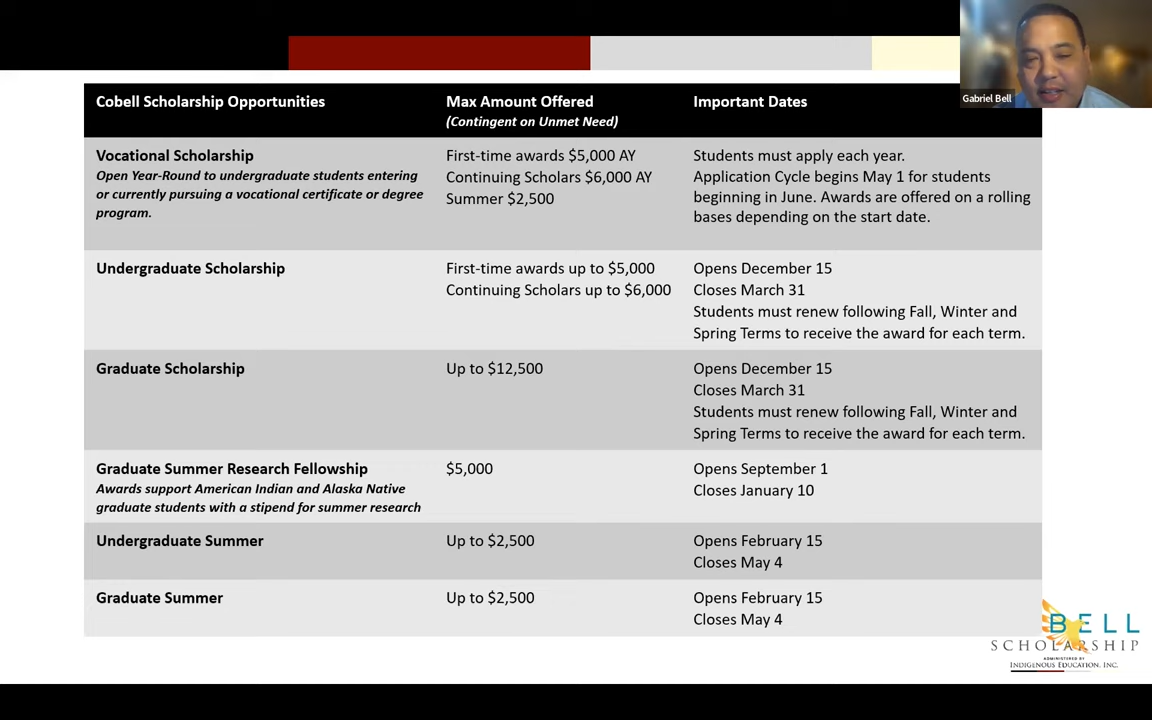 Gabriel Bell
Cobell Scholarship Opportunities
Max Amount Offered
(Contingent on Unmet Need)
Important Dates
Vocational Scholarship
Open Year-Round to undergraduate students entering
or currently pursuing a vocational certificate or degree
program.
First-time awards $5,000 AY
Continuing Scholars $6,000 AY
Summer $2,500
Students must apply each year.
Application Cycle begins May 1 for students
beginning in June. Awards are offered on a rolling
bases depending on the start date.
Undergraduate Scholarship
First-time awards up to $5,000
Continuing Scholars up to $6,000
Opens December 15
Closes March 31
Students must renew following Fall, Winter and
Spring Terms to receive the award for each term.
Graduate Scholarship
Up to $12,500
Opens December 15
Closes March 31
Students must renew following Fall, Winter and
Spring Terms to receive the award for each term.
Graduate Summer Research Fellowship
Awards support American Indian and Alaska Native
graduate students with a stipend for summer research
$5,000
Opens September 1
Closes January 10
Undergraduate Summer
Up to $2,500
Opens February 15
Closes May 4
Graduate Summer
Up to $2,500
Opens February 15
Closes May 4
BELL
SCHOLARSHIP
ADMINISTERED BY
INDIGENOUS EDUCATION, INC.